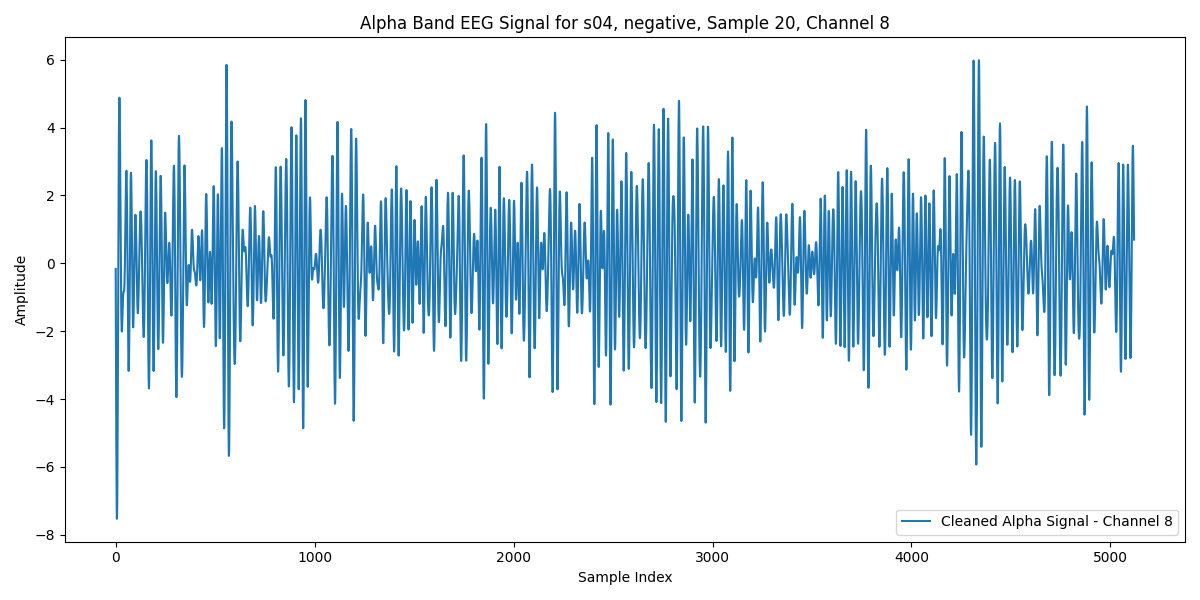 Alpha Band EEG Signal for s04, negative, Sample 20, Channel 8
Amplitude
6
4
2
0
−2
−4
−6
−8
Cleaned Alpha Signal - Channel 8
0 1000 2000 3000 4000 5000
Sample Index